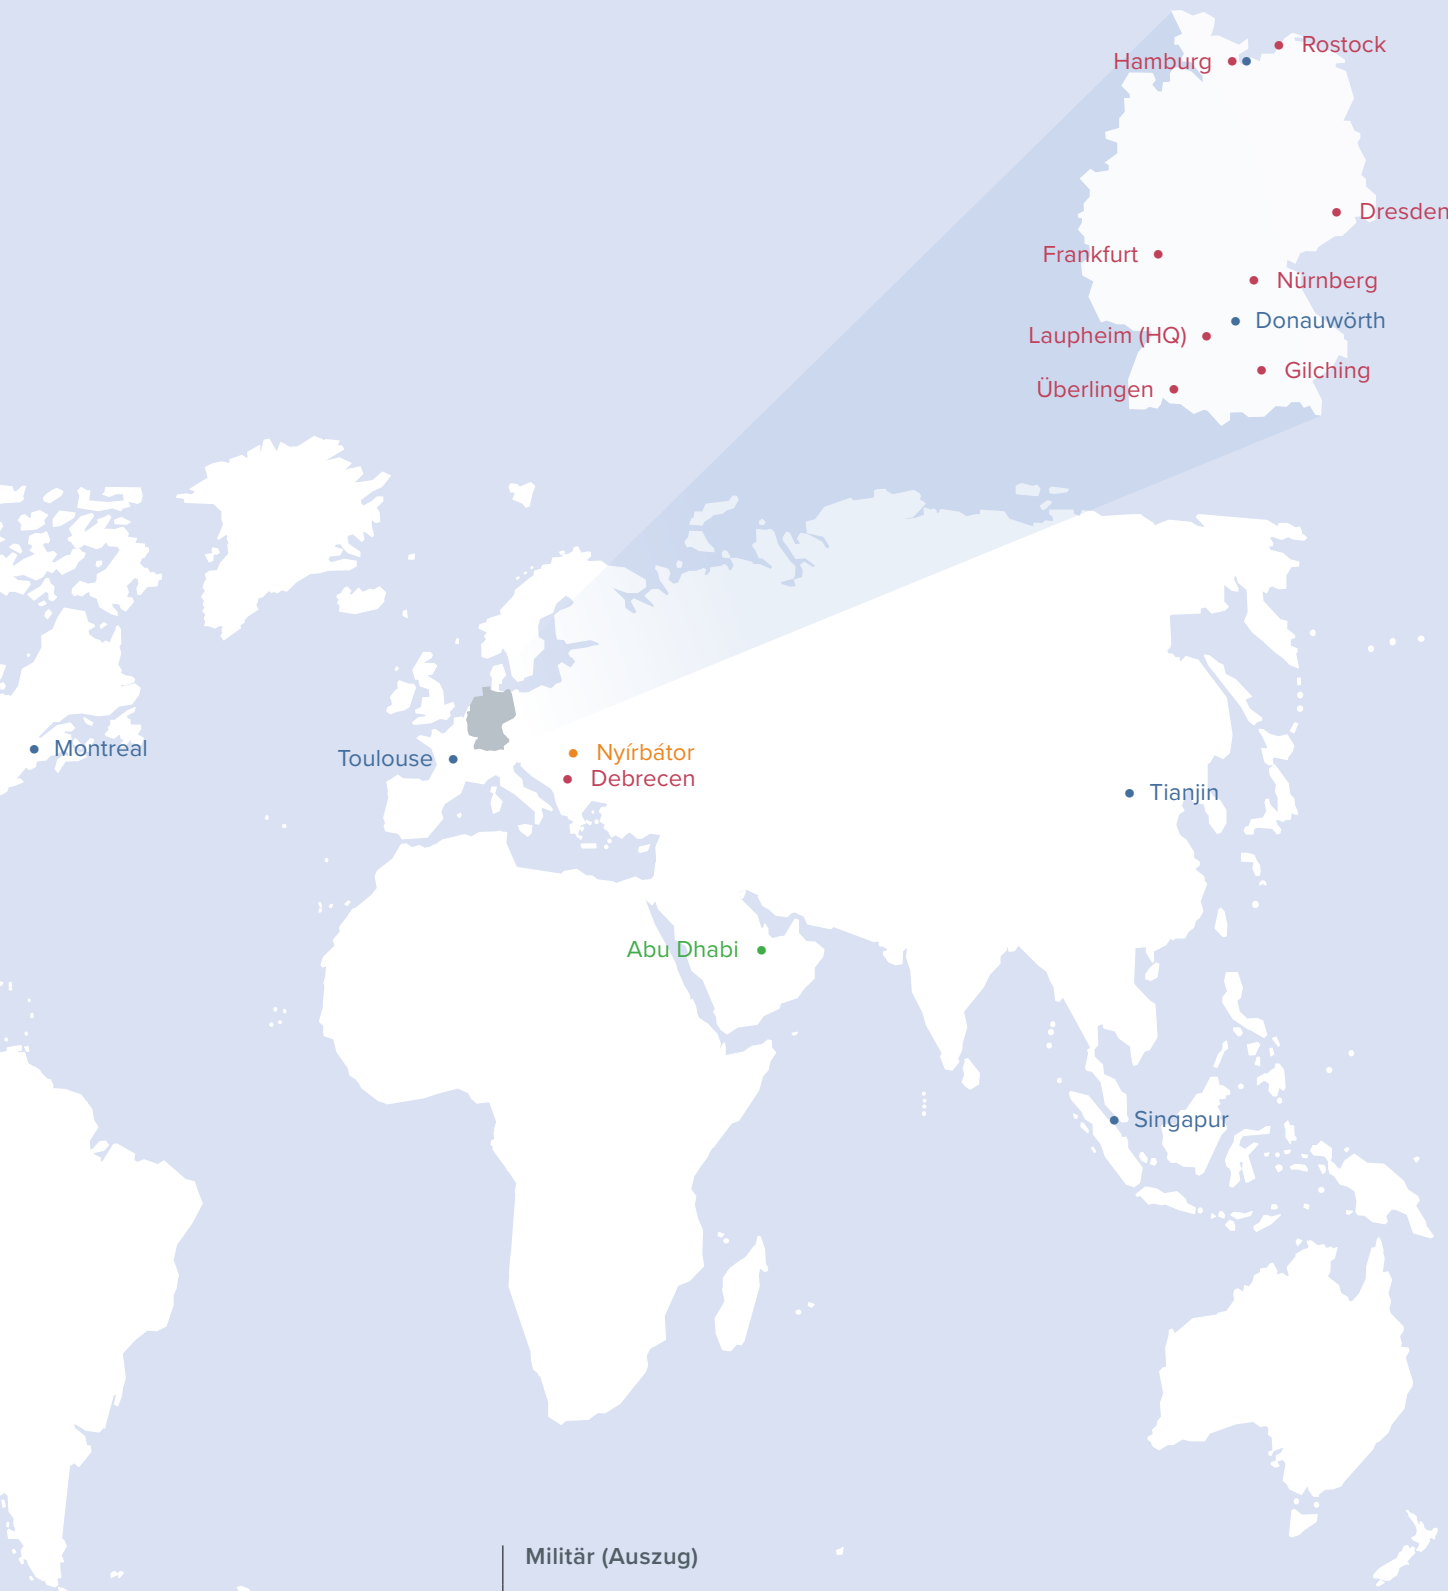 Rostock
Hamburg
Dresden
Frankfurt
Nürnberg
Donauwörth
Laupheim (HQ)
Gilching
Überlingen
Montreal
Toulouse
Nyírbátor
Debrecen
Tianjin
Abu Dhabi
Singapur
Militär (Auszug)